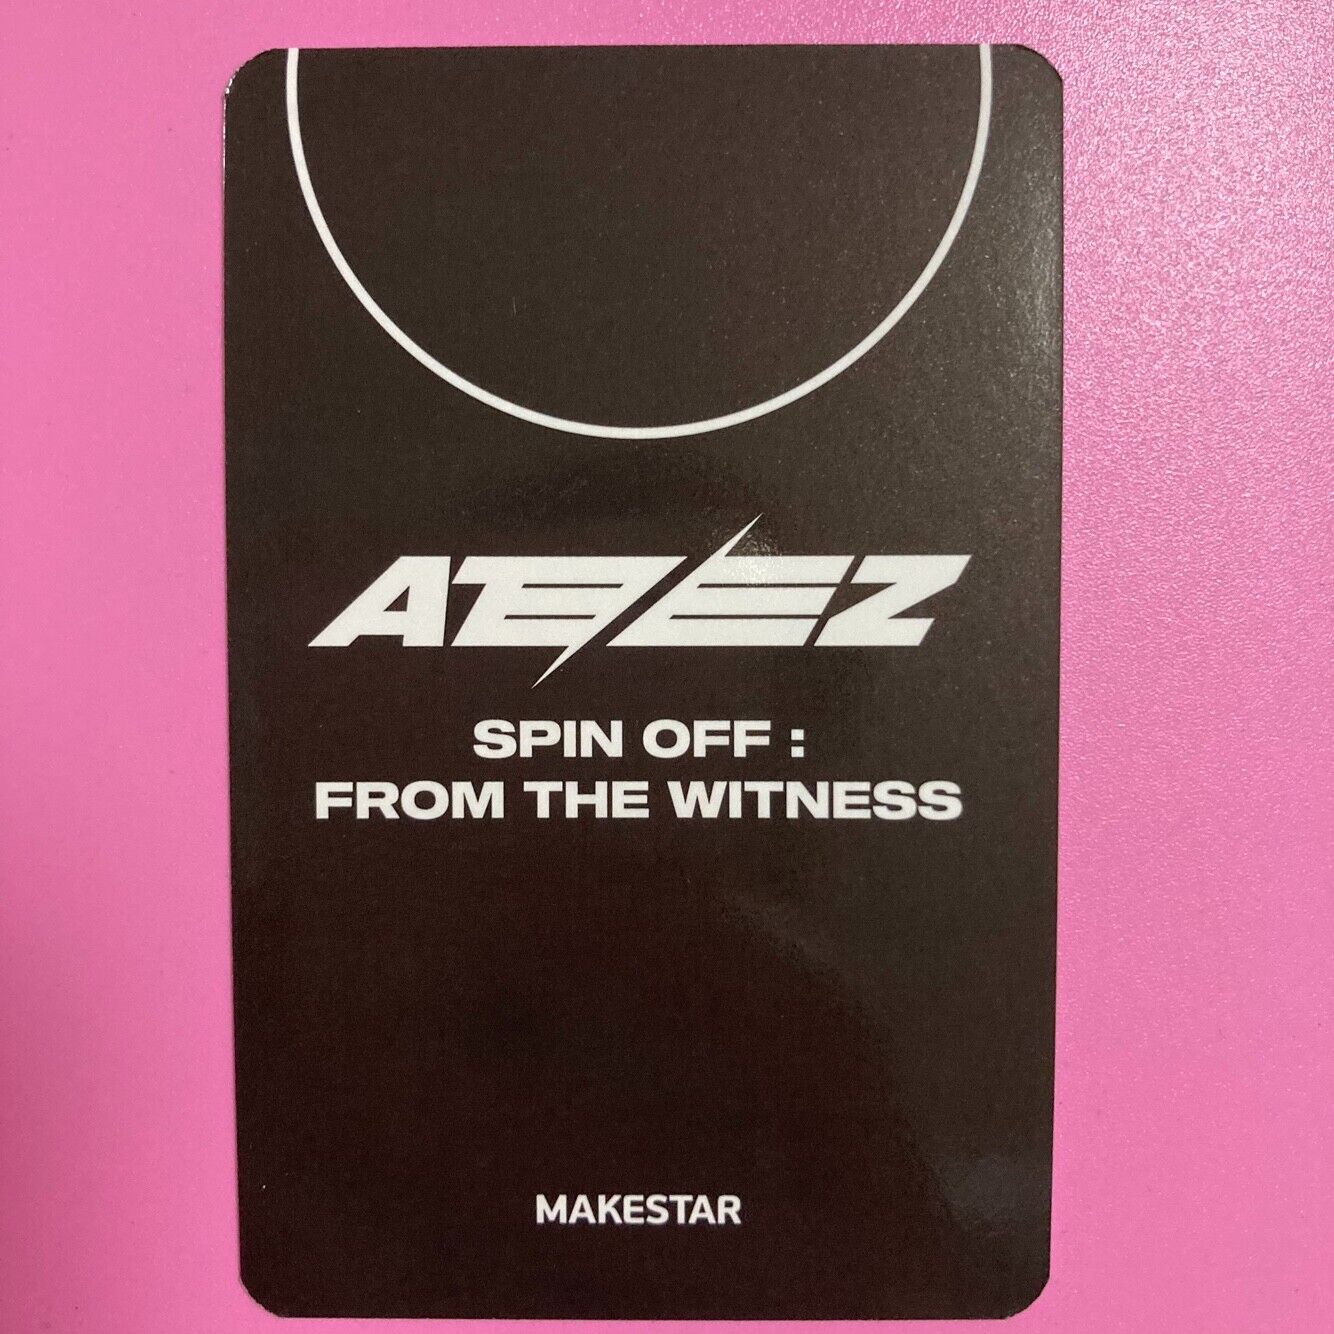 ATEEZ
SPIN OFF :
FROM THE WITNESS
MAKESTAR